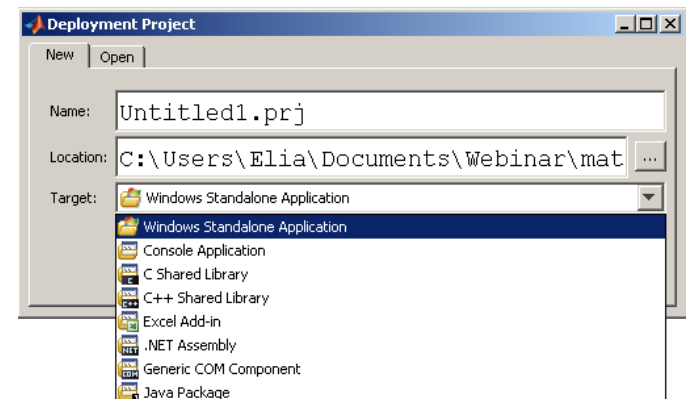 Deployment Project
New Open
Name: Untitled1.prj
Location: C:\Users\Elia\Documents\Webinar\mat ...
Target: Windows Standalone Application
Windows Standalone Application
Console Application
C Shared Library
C++ Shared Library
Excel Add-in
.NET Assembly
Generic COM Component
Java Package